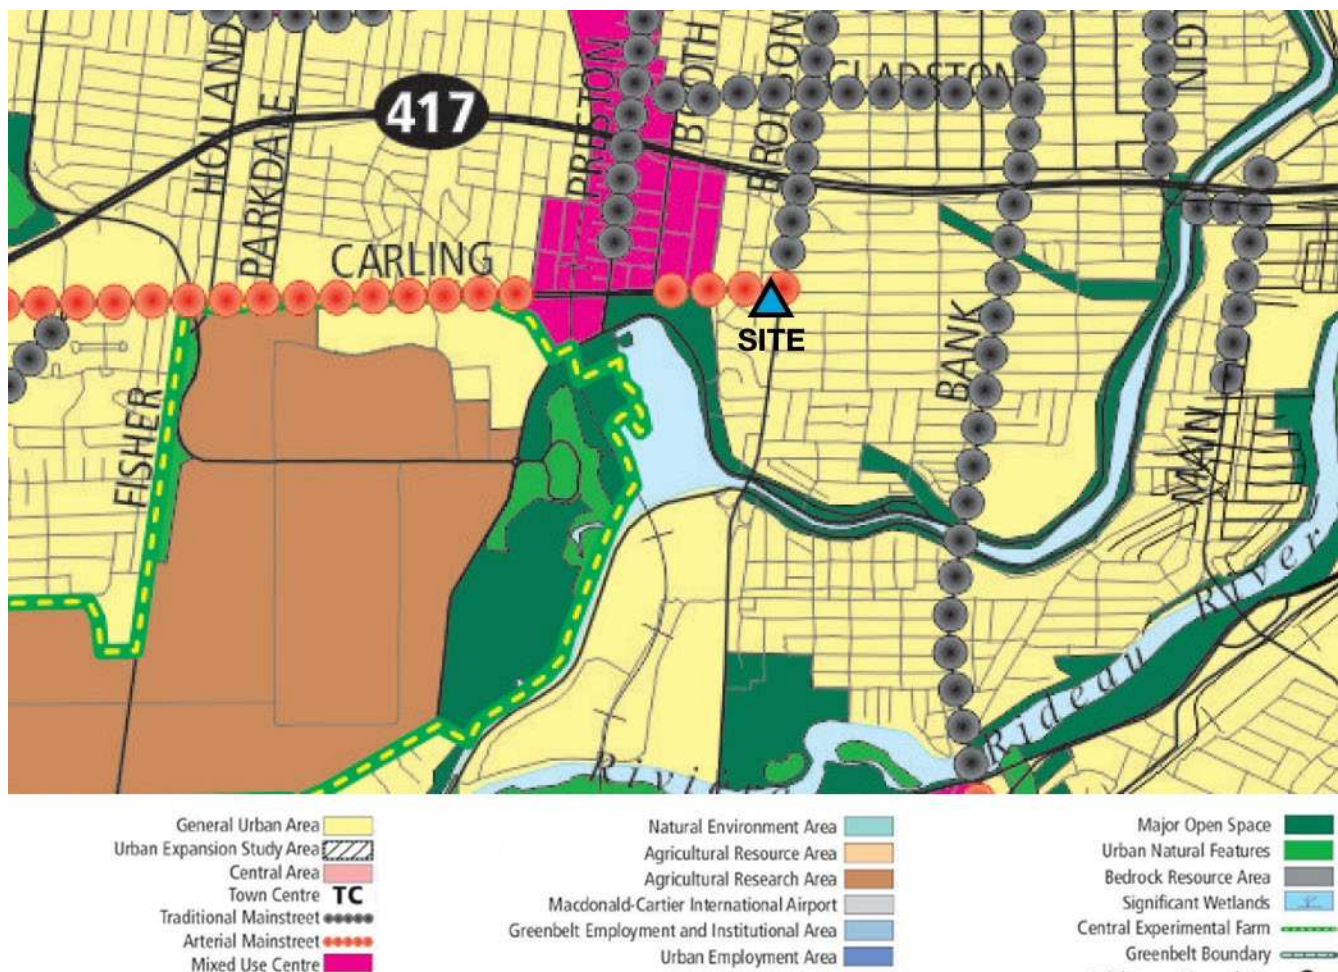 HOLLAND
PARKDALE
417
PRESTON
BOOTH
BRONSON
GLADSTON
CARLING
SITE
BANK
FISHER
MAIN
Rideau River
Riviera
General Urban Area
Urban Expansion Study Area
Central Area
Town Centre TC
Traditional Mainstreet
Arterial Mainstreet
Mixed Use Centre
Natural Environment Area
Agricultural Resource Area
Agricultural Research Area
Macdonald-Cartier International Airport
Greenbelt Employment and Institutional Area
Urban Employment Area
Major Open Space
Urban Natural Features
Bedrock Resource Area
Significant Wetlands
Central Experimental Farm
Greenbelt Boundary